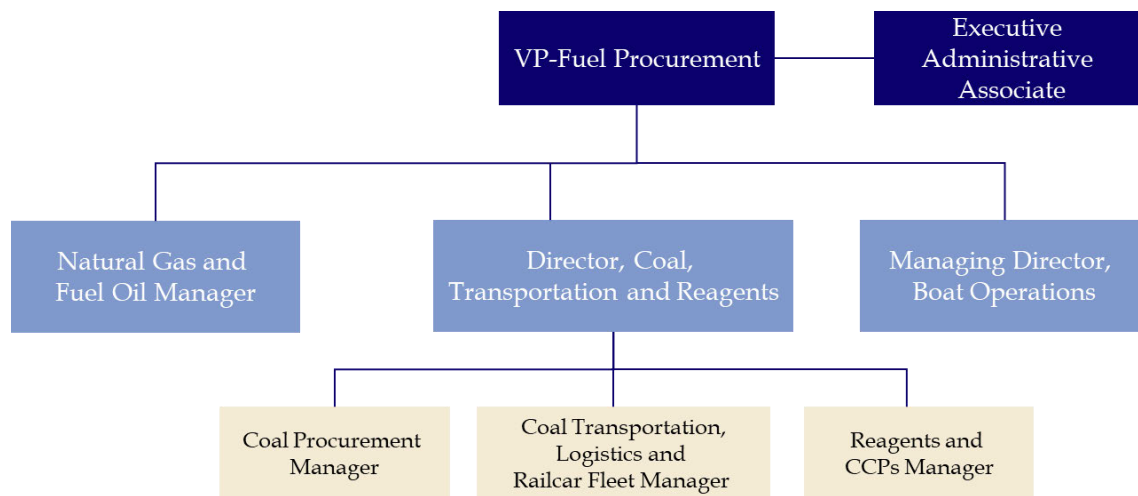 VP-Fuel Procurement
Executive
Administrative
Associate
Natural Gas and
Fuel Oil Manager
Director, Coal,
Transportation and Reagents
Managing Director,
Boat Operations
Coal Procurement
Manager
Coal Transportation,
Logistics and
Railcar Fleet Manager
Reagents and
CCPs Manager